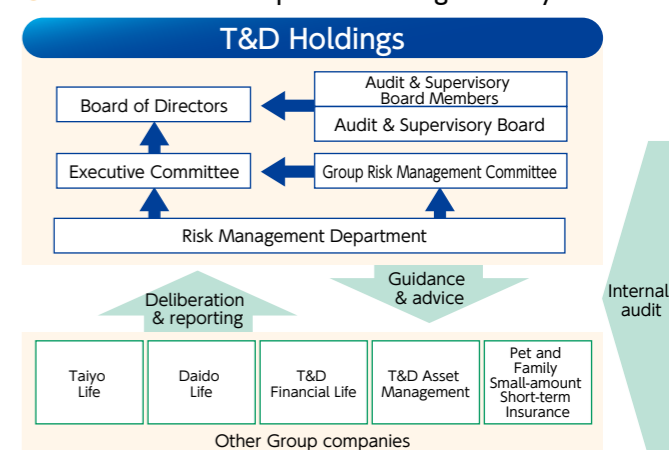 T&D Holdings
Board of Directors
Audit & Supervisory
Board Members
Audit & Supervisory Board
Executive Committee
Group Risk Management Committee
Risk Management Department
Deliberation
& reporting
Guidance
& advice
Internal
audit
Taiyo
Life
Daido
Life
T&D
Financial Life
T&D Asset
Management
Pet and
Family
Small-amount
Short-term
Insurance
Other Group companies